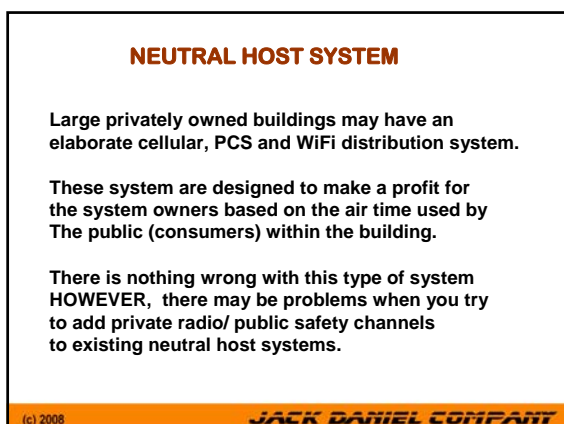 NEUTRAL HOST SYSTEM
Large privately owned buildings may have an
elaborate cellular, PCS and WiFi distribution system.
These system are designed to make a profit for
the system owners based on the air time used by
The public (consumers) within the building.
There is nothing wrong with this type of system
HOWEVER,  there may be problems when you try
to add private radio/ public safety channels
to existing neutral host systems.
(c) 2008
JACK DANIEL COMPANY